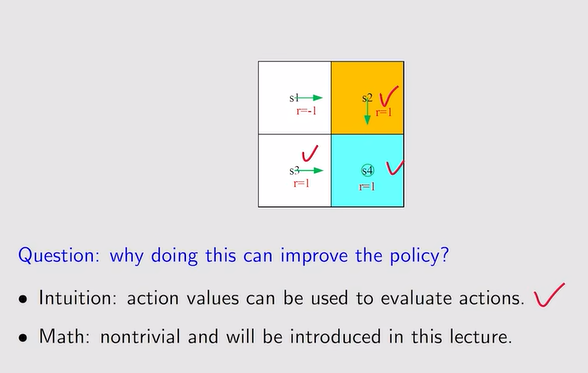 s1
r=-1
s2
r=1
s3
r=1
s4
r=1
Question: why doing this can improve the policy?
• Intuition: action values can be used to evaluate actions.
• Math: nontrivial and will be introduced in this lecture.